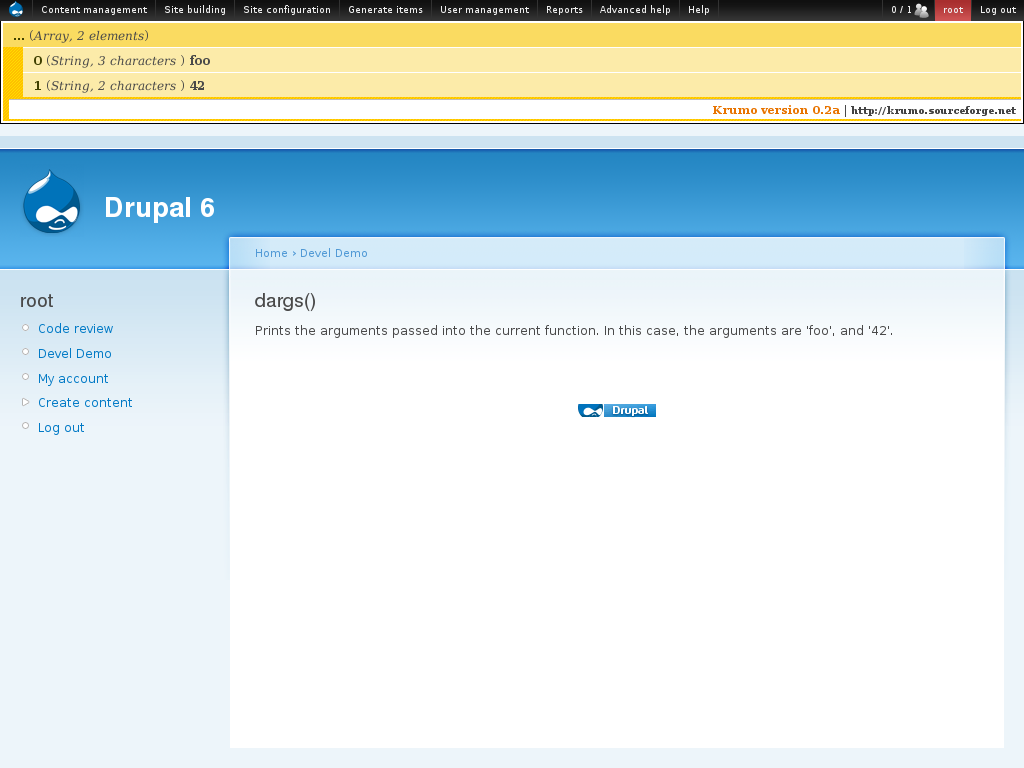 Content management Site building Site configuration Generate items User management Reports Advanced help Help 0 / 1 root Log out
... (Array, 2 elements)
0 (String, 3 characters ) foo
1 (String, 2 characters ) 42
Krumo version 0.2a | http://krumo.sourceforge.net
Drupal 6
Home › Devel Demo
root
Code review
Devel Demo
My account
Create content
Log out
dargs()
Prints the arguments passed into the current function. In this case, the arguments are 'foo', and '42'.
Drupal